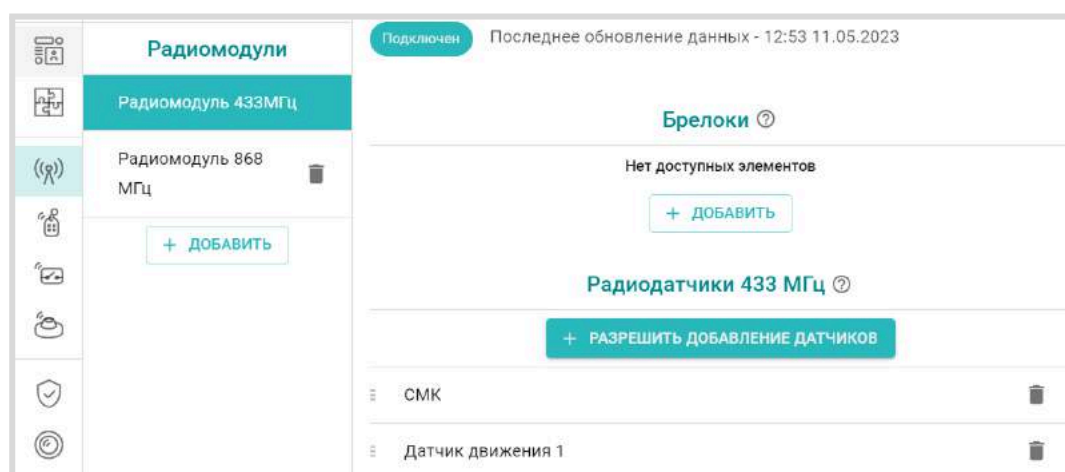 Радиомодули
Радиомодуль 433МГц
Радиомодуль 868
МГц
+ ДОБАВИТЬ
Подключен
Последнее обновление данных - 12:53 11.05.2023
Брелоки
Нет доступных элементов
+ ДОБАВИТЬ
Радиодатчики 433 МГц
+ РАЗРЕШИТЬ ДОБАВЛЕНИЕ ДАТЧИКОВ
СМК
Датчик движения 1